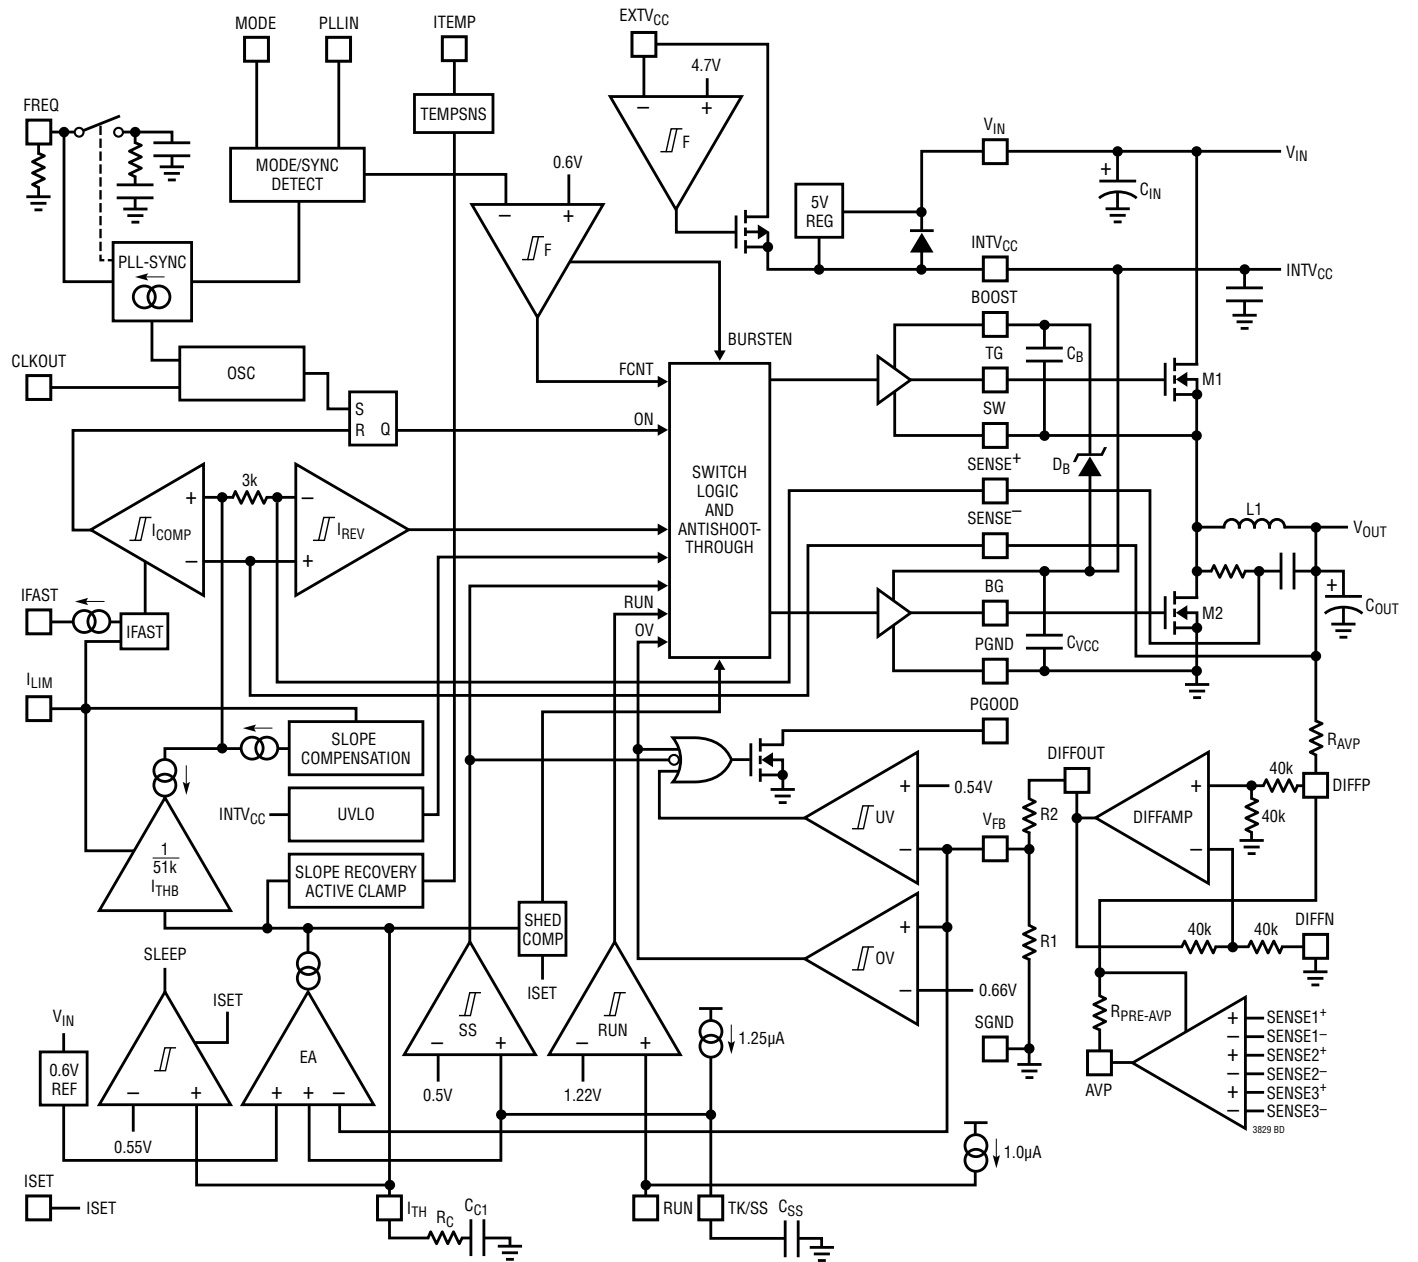 MODE
PLLIN
ITEMP
EXTVCC
4.7V
FREQ
TEMPSNS
F
VIN
VIN
MODE/SYNC
DETECT
0.6V
5V
REG
CIN
F
PLL-SYNC
INTVCC
INTVCC
BOOST
BURSTEN
CLKOUT
OSC
FCNT
TG
CB
M1
S
R Q
ON
SW
SENSE+
DB
3k
SWITCH
LOGIC
AND
ANTISHOOT-
THROUGH
+
−
ICOMP
−
+
IREV
SENSE−
L1
VOUT
IFAST
IFAST
RUN
OV
BG
M2
COUT
+
PGND
CVCC
ILIM
PGOOD
SLOPE
COMPENSATION
RAVP
DIFFOUT
40k
DIFFP
0.54V
INTVCC
UVLO
UV
+
−
VFB
R2
DIFFAMP
+
−
40k
1
51k
ITHB
SLOPE RECOVERY
ACTIVE CLAMP
SHED
COMP
OV
+
−
R1
40k
40k
DIFFN
SLEEP
ISET
ISET
0.66V
VIN
SS
RUN
1.25µA
SGND
RPRE-AVP
+ SENSE1+
− SENSE1−
+ SENSE2+
− SENSE2−
+ SENSE3+
− SENSE3−
0.6V
REF
EA
− +
+ + −
− +
− +
AVP
0.55V
0.5V
1.22V
3829 BD
1.0µA
ISET
ISET
ITH
RC
CC1
RUN
TK/SS
CSS